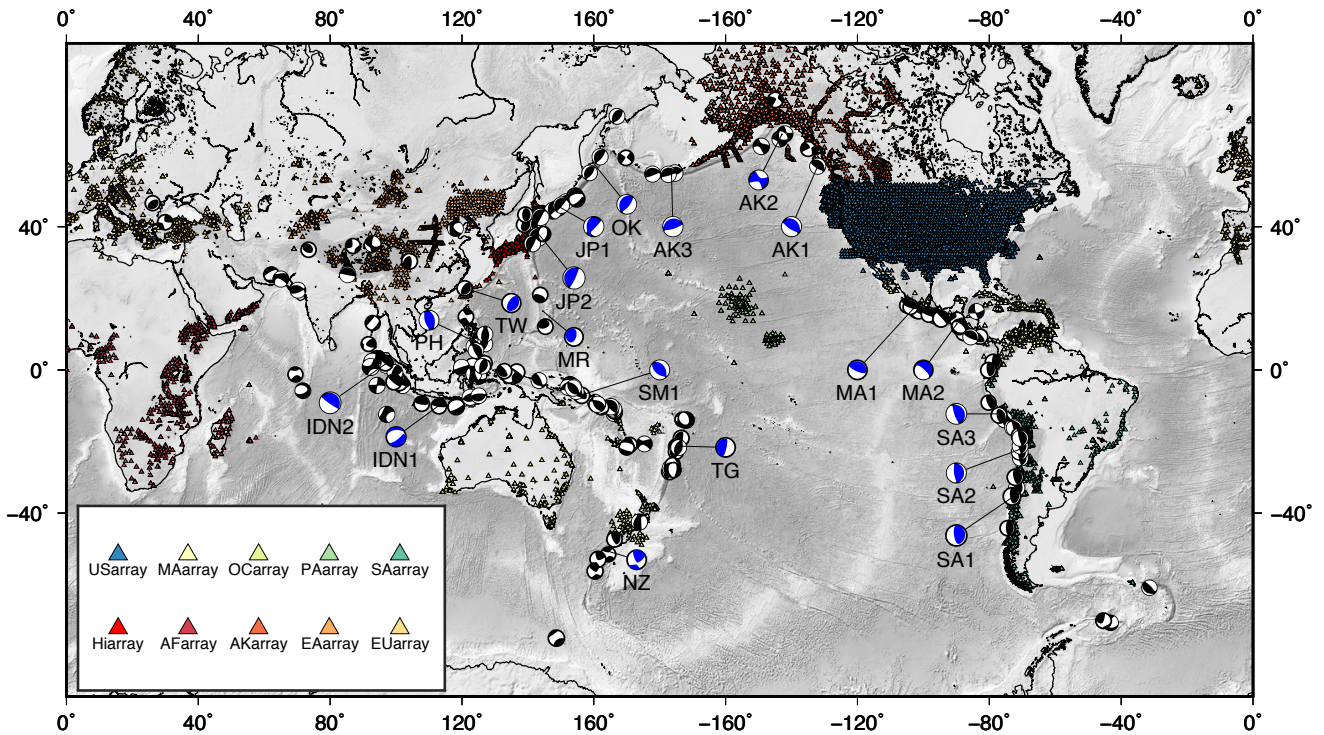 0° 40° 80° 120° 160° −160° −120° −80° −40° 0°
40° 40°
0° 0°
−40° −40°
AK2
OK
JP1
AK3
AK1
JP2
TW
PH
MR
SM1
MA1
MA2
IDN2
SA3
IDN1
TG
SA2
SA1
NZ
USarray MAarray OCarray PAarray SAarray
Hiarray AFarray AKarray EAarray EUarray
0° 40° 80° 120° 160° −160° −120° −80° −40° 0°